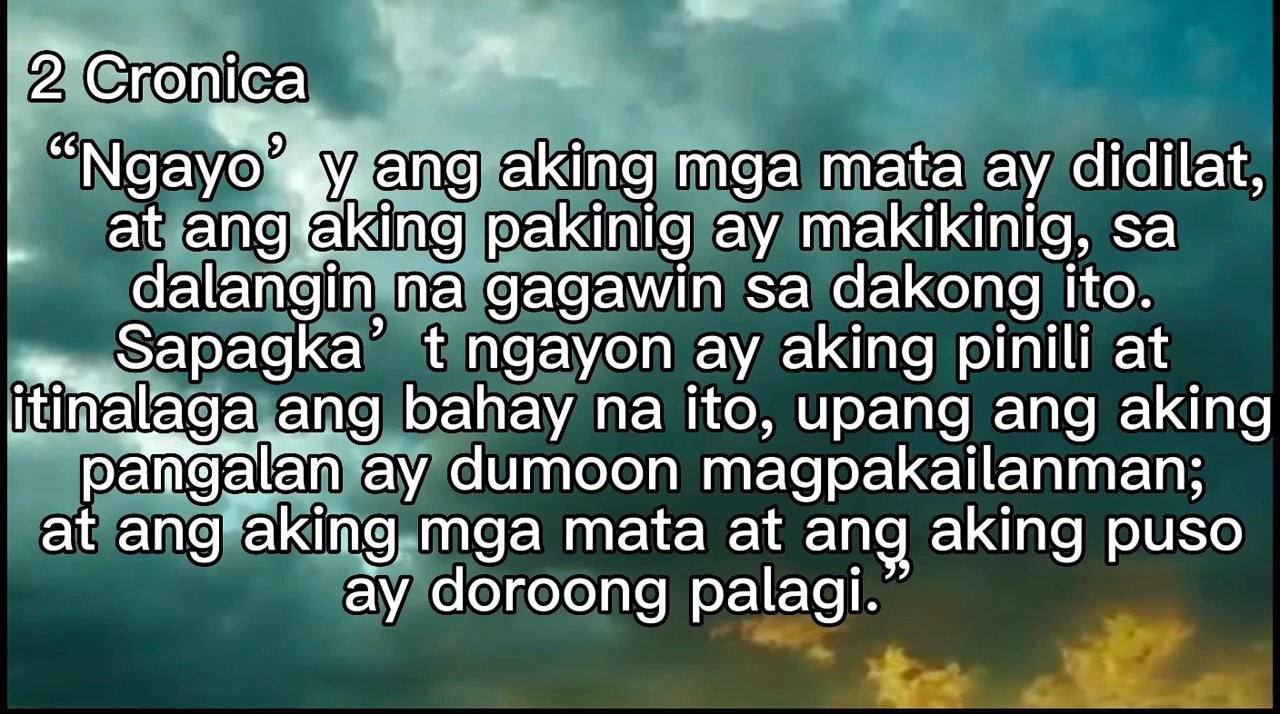 2 Cronica
“Ngayo’y ang aking mga mata ay didilat,
at ang aking pakinig ay makikinig, sa
dalangin na gagawin sa dakong ito.
Sapagka’t ngayon ay aking pinili at
itinalaga ang bahay na ito, upang ang aking
pangalan ay dumoon magpakailanman;
at ang aking mga mata at ang aking puso
ay doroong palagi.”